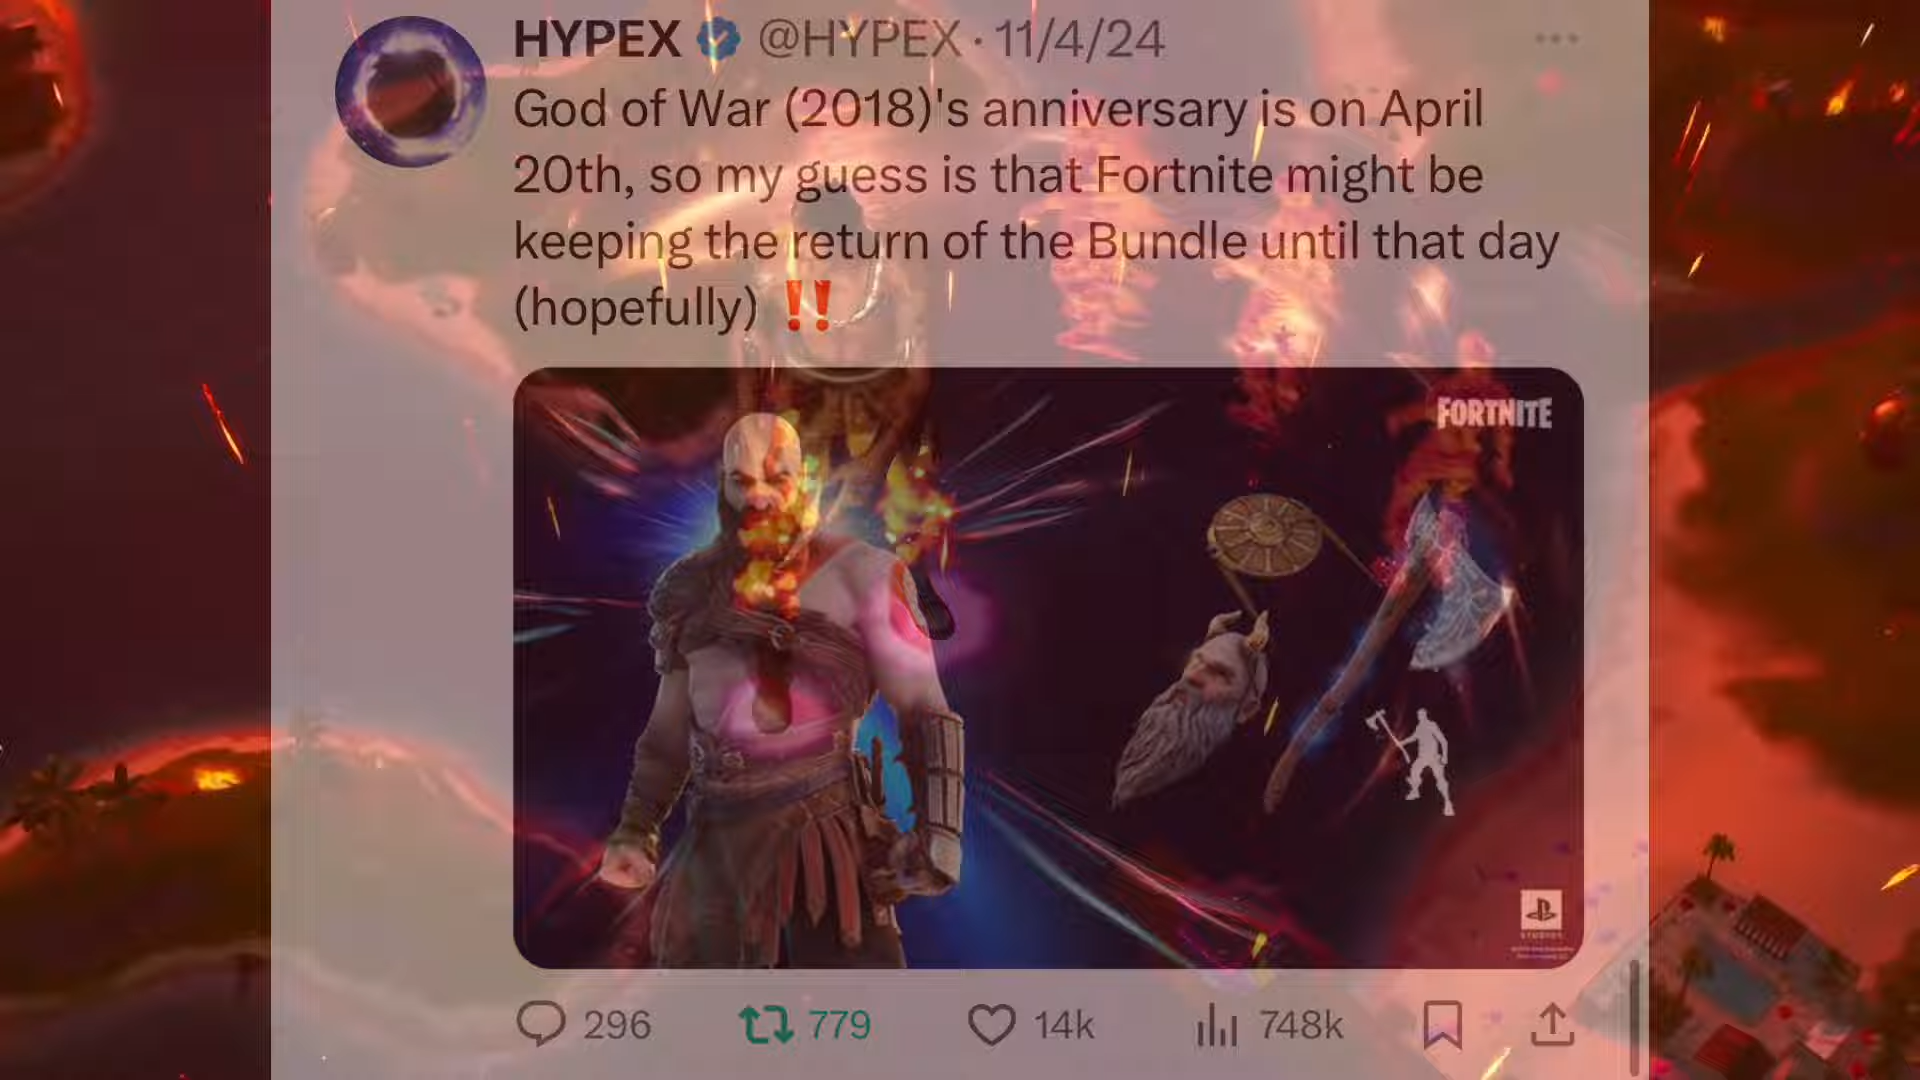 HYPEX @HYPEX · 11/4/24
God of War (2018)'s anniversary is on April
20th, so my guess is that Fortnite might be
keeping the return of the Bundle until that day
(hopefully) ‼️
FORTNITE
STUDIOS
296 779 14k 748k